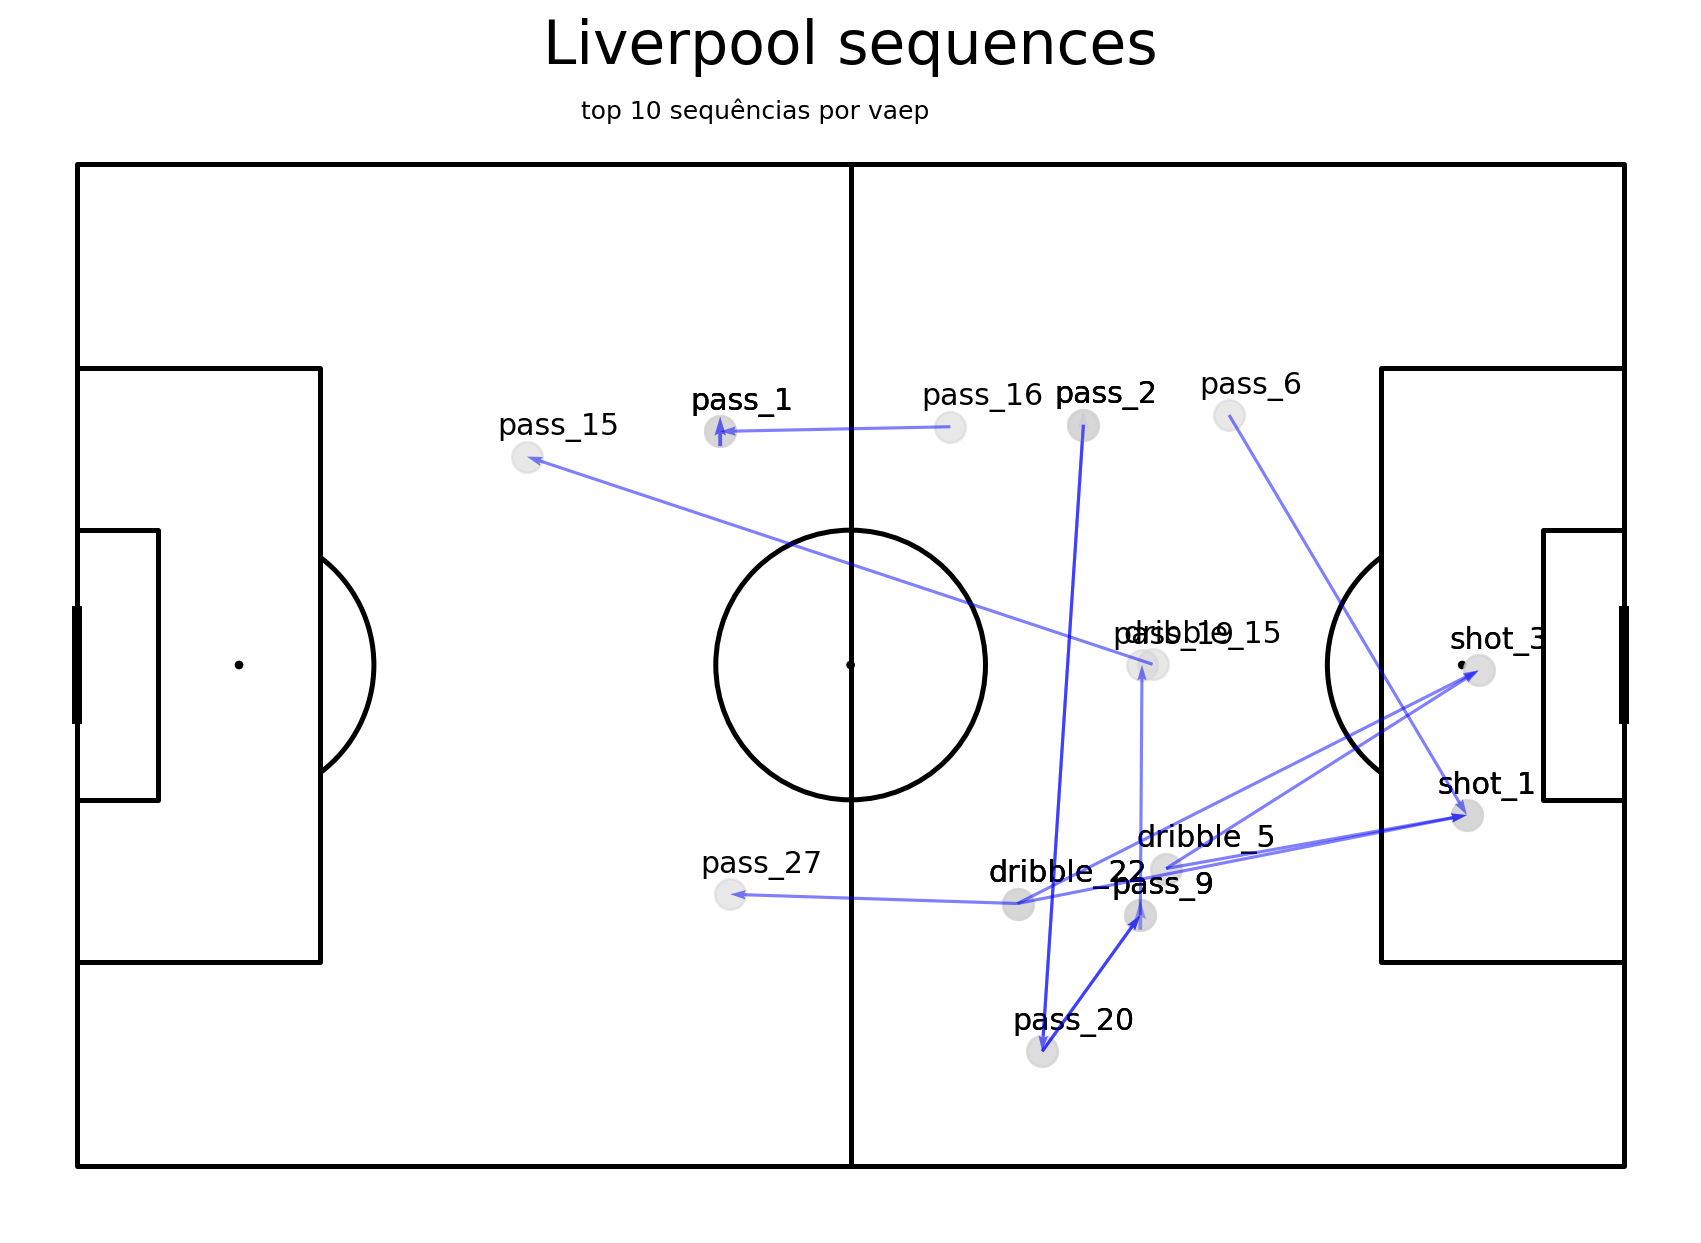 Liverpool sequences
top 10 sequências por vaep
pass_6
pass_2
pass_16
pass_1
pass_15
pass_19
dribble_15
shot_3
shot_1
dribble_5
pass_27
dribble_22
pass_9
pass_20